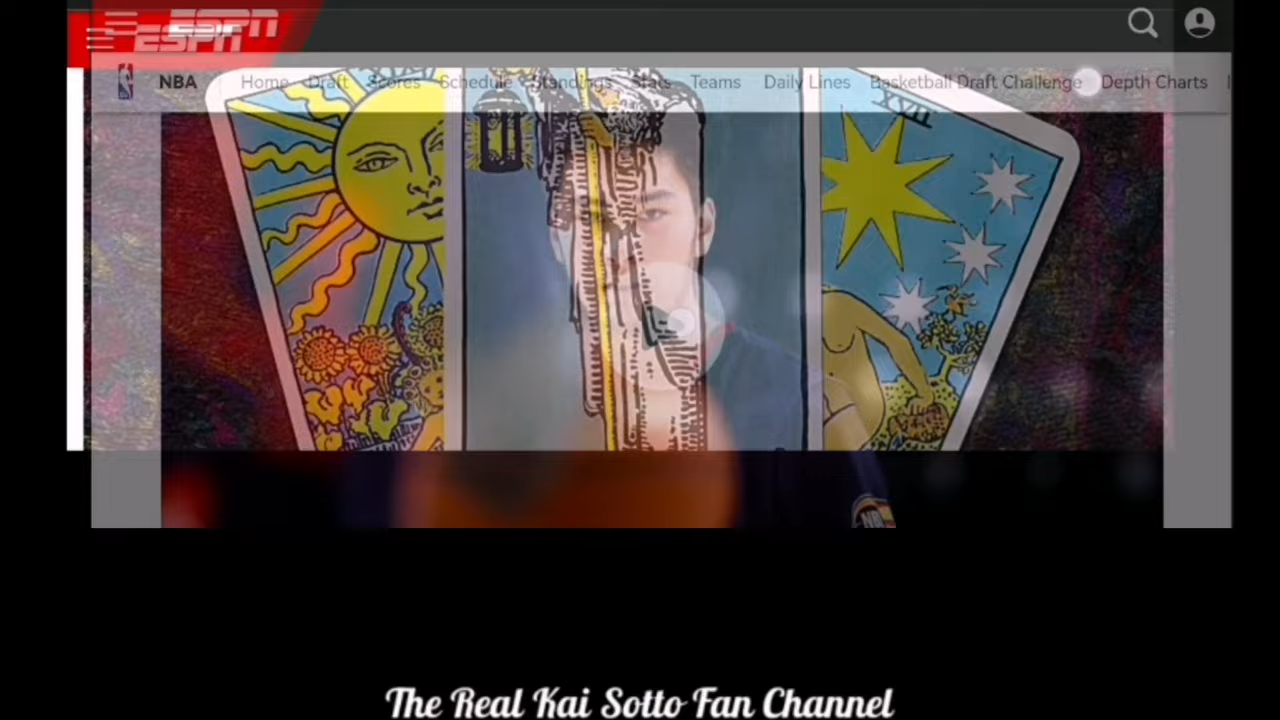 ESPN
ESPN
NBA Home Draft Scores Schedule Standings Stats Teams Daily Lines Basketball Draft Challenge Depth Charts
XVII
The Real Kai Sotto Fan Channel